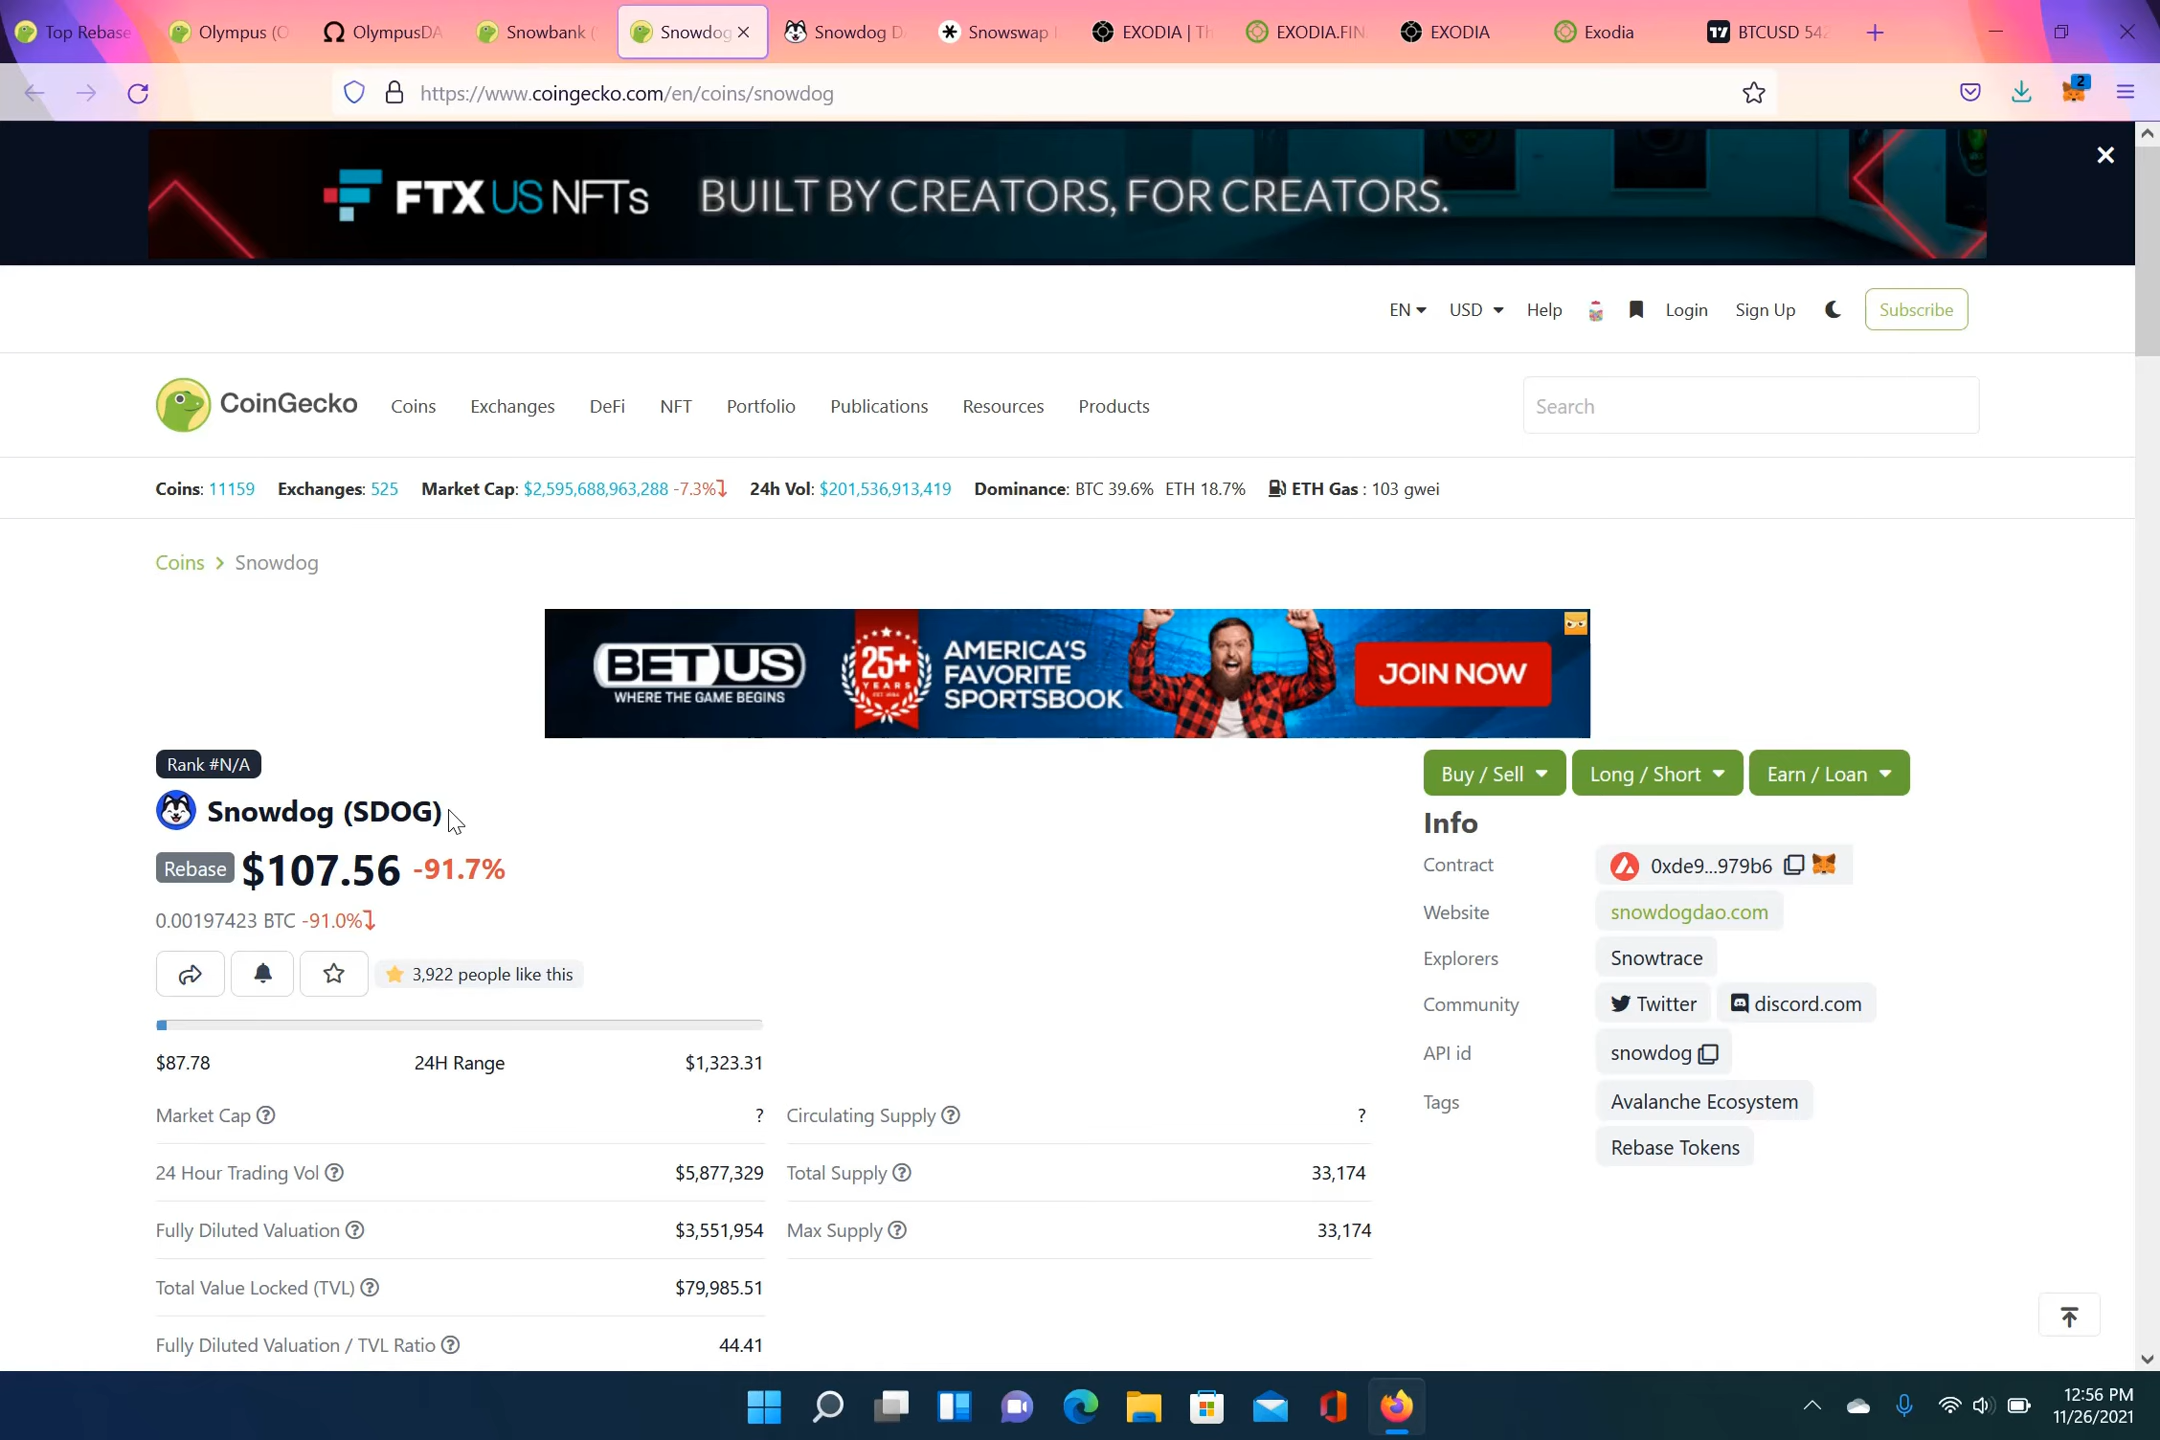 Top Rebase
Olympus (O
OlympusDA
Snowbank (
Snowdog
Snowdog D
Snowswap
EXODIA | Th
EXODIA.FIN
EXODIA
Exodia
BTCUSD 542
https://www.coingecko.com/en/coins/snowdog
2
FTX US NFTs BUILT BY CREATORS, FOR CREATORS.
EN USD Help Login Sign Up Subscribe
CoinGecko Coins Exchanges DeFi NFT Portfolio Publications Resources Products Search
Coins: 11159 Exchanges: 525 Market Cap: $2,595,688,963,288 -7.3% 24h Vol: $201,536,913,419 Dominance: BTC 39.6% ETH 18.7% ETH Gas : 103 gwei
Coins > Snowdog
BET US
WHERE THE GAME BEGINS
25+
YEARS
AMERICA'S
FAVORITE
SPORTSBOOK
JOIN NOW
Rank #N/A
Snowdog (SDOG)
Rebase $107.56 -91.7%
0.00197423 BTC -91.0%
3,922 people like this
$87.78 24H Range $1,323.31
Market Cap ? ?
24 Hour Trading Vol ? $5,877,329
Fully Diluted Valuation ? $3,551,954
Total Value Locked (TVL) ? $79,985.51
Fully Diluted Valuation / TVL Ratio ? 44.41
Circulating Supply ? ?
Total Supply ? 33,174
Max Supply ? 33,174
Buy / Sell Long / Short Earn / Loan
Info
Contract 0xde9...979b6
Website snowdogdao.com
Explorers Snowtrace
Community Twitter discord.com
API id snowdog
Tags Avalanche Ecosystem
Rebase Tokens
12:56 PM
11/26/2021